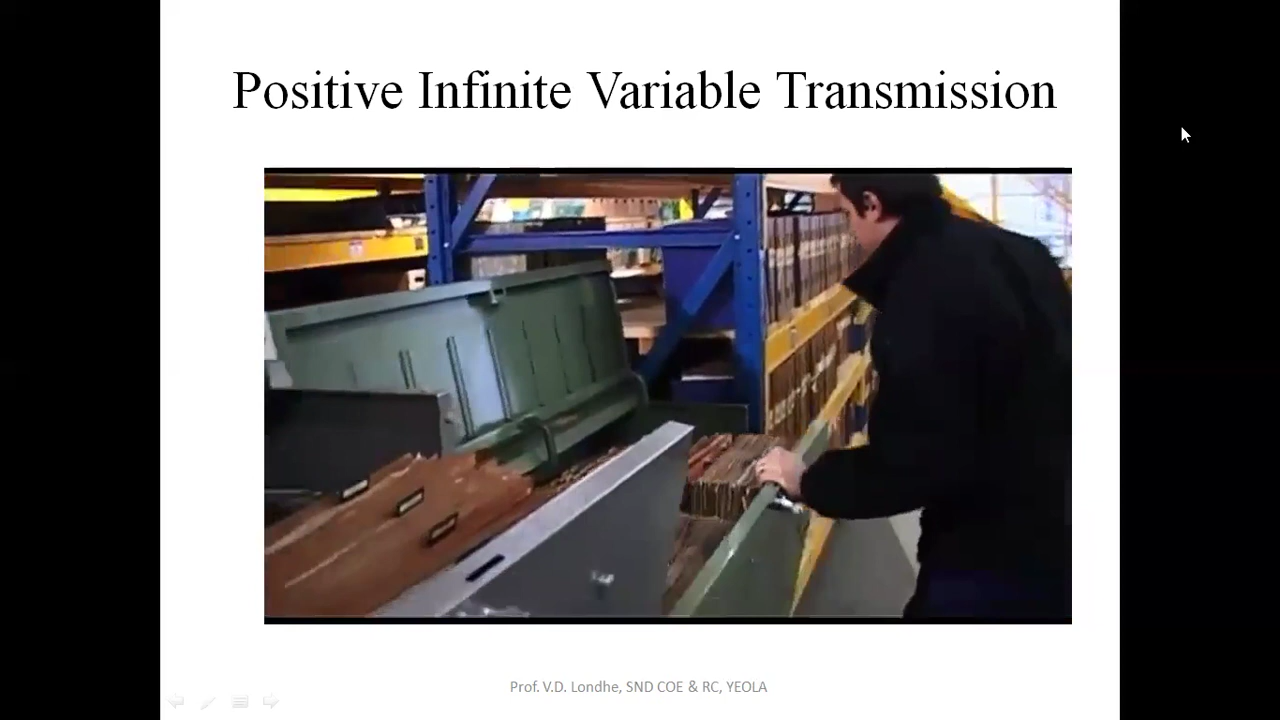 Positive Infinite Variable Transmission
Prof. V.D. Londhe, SND COE & RC, YEOLA